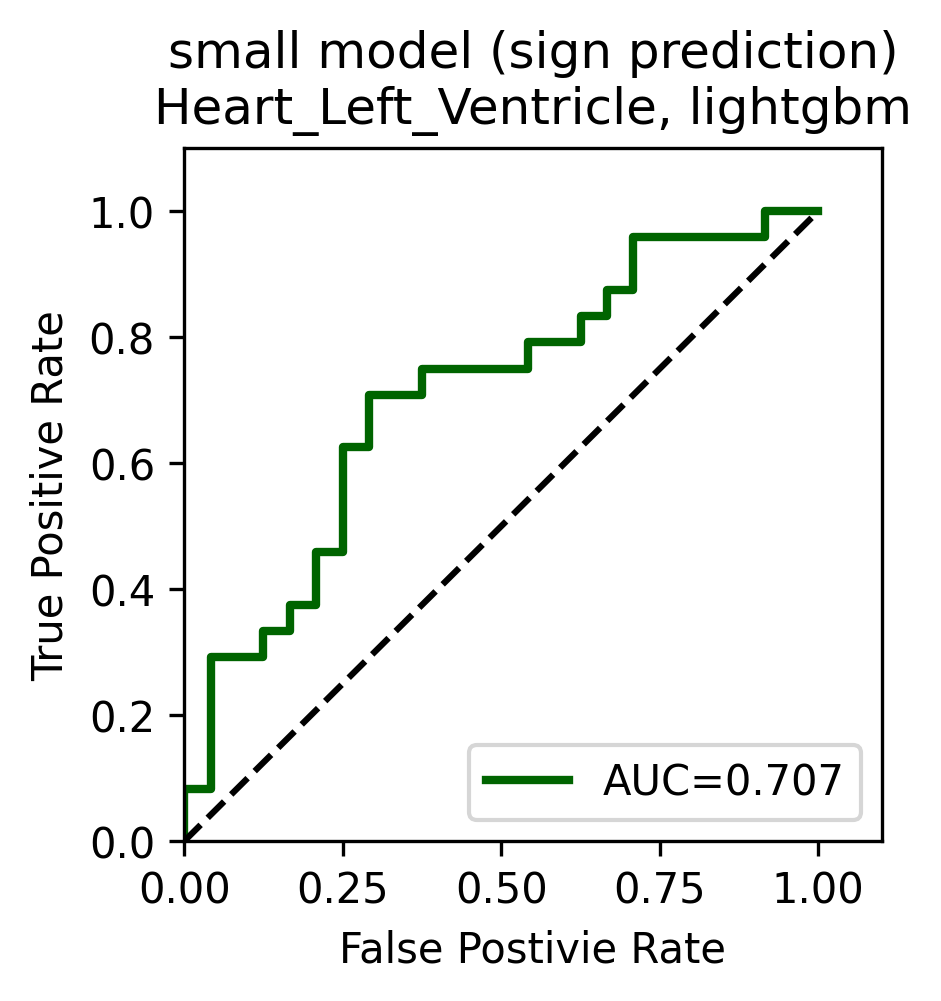 small model (sign prediction)
Heart_Left_Ventricle, lightgbm
1.0
0.8
0.6
0.4
0.2
0.0
True Positive Rate
AUC=0.707
0.00 0.25 0.50 0.75 1.00
False Postivie Rate